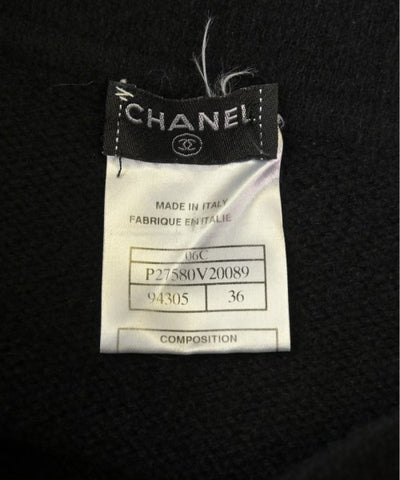 CHANEL
MADE IN ITALY
FABRIQUE EN ITALIE
06C
P27580V20089
94305 36
COMPOSITION